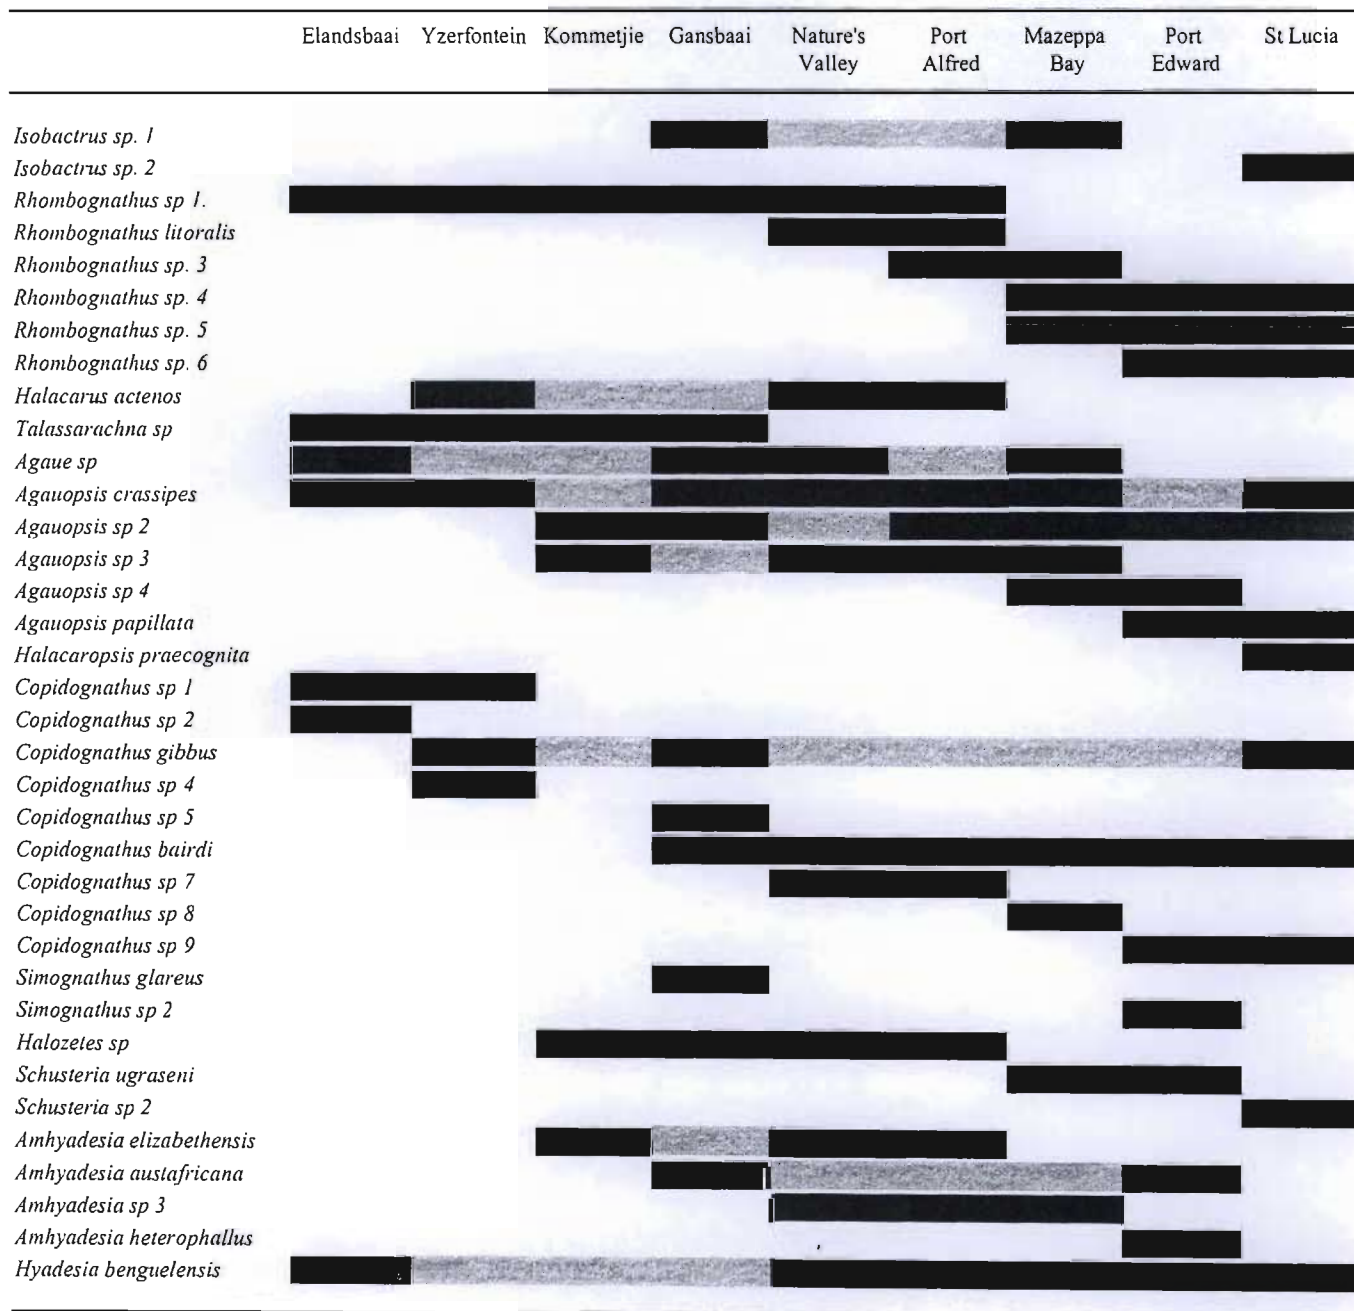 Elandsbaai Yzerfontein Kommetjie Gansbaai Nature's Valley Port Alfred Mazeppa Bay Port Edward St Lucia
Isobactrus sp. 1
Isobactrus sp. 2
Rhombognathus sp 1.
Rhombognathus litoralis
Rhombognathus sp. 3
Rhombognathus sp. 4
Rhombognathus sp. 5
Rhombognathus sp. 6
Halacarus actenos
Talassarachna sp
Agaue sp
Agauopsis crassipes
Agauopsis sp 2
Agauopsis sp 3
Agauopsis sp 4
Agauopsis papillata
Halacaropsis praecognita
Copidognathus sp 1
Copidognathus sp 2
Copidognathus gibbus
Copidognathus sp 4
Copidognathus sp 5
Copidognathus bairdi
Copidognathus sp 7
Copidognathus sp 8
Copidognathus sp 9
Simognathus glareus
Simognathus sp 2
Halozetes sp
Schusteria ugraseni
Schusteria sp 2
Amhyadesia elizabethensis
Amhyadesia austafricana
Amhyadesia sp 3
Amhyadesia heterophallus
Hyadesia benguelensis